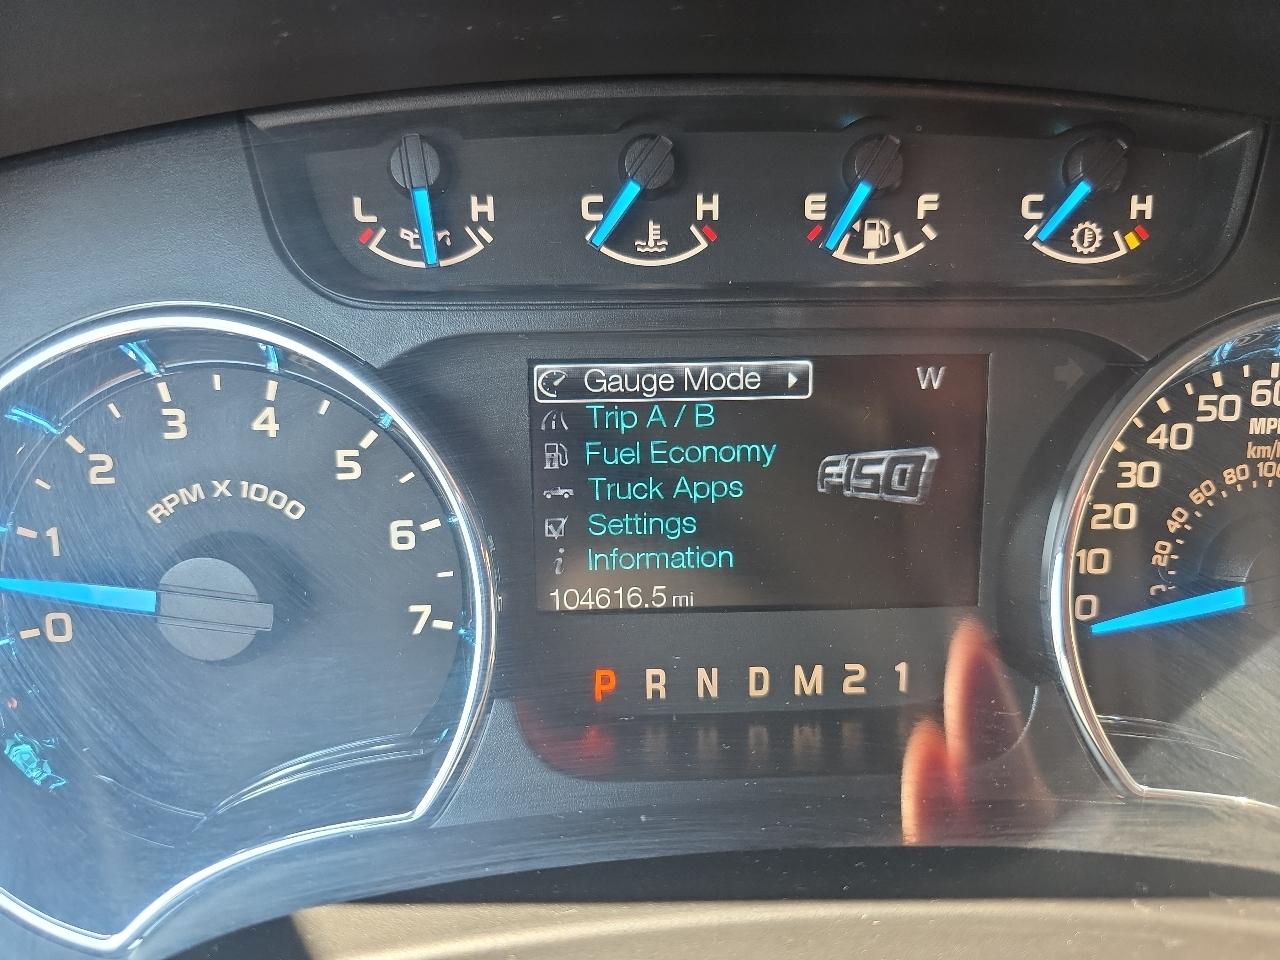 L H
C H
E F
C H
Gauge Mode
W
Trip A / B
Fuel Economy
F150
Truck Apps
Settings
Information
104616.5 mi
P R N D M 2 1
0 1 2 3 4 5 6 7
RPM X 1000
0 10 20 30 40 50 60
MPH
km/h
0 20 40 60 80 100